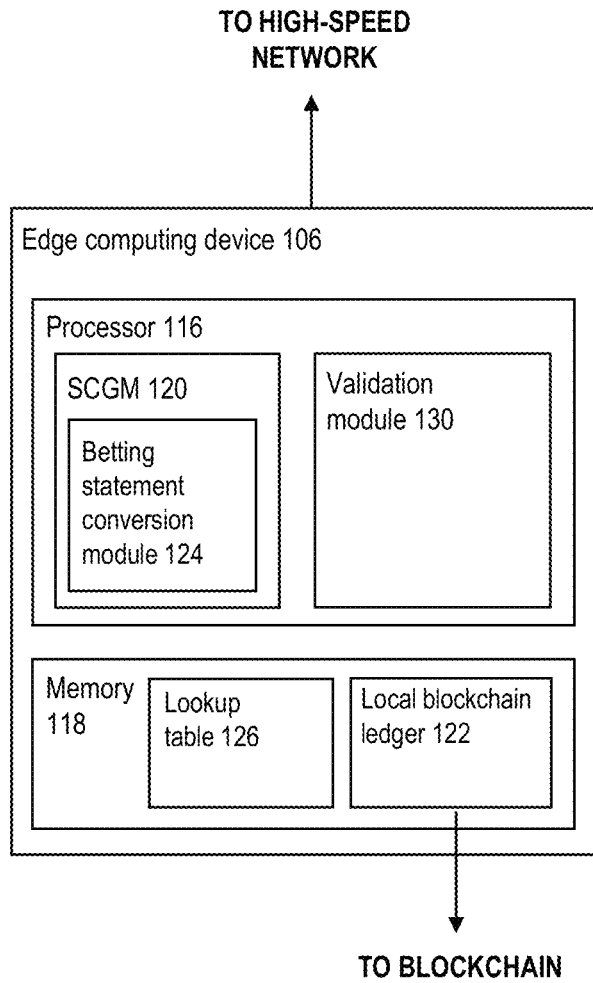 TO HIGH-SPEED
NETWORK
Edge computing device 106
Processor 116
SCGM 120
Betting
statement
conversion
module 124
Validation
module 130
Memory
118
Lookup
table 126
Local blockchain
ledger 122
TO BLOCKCHAIN